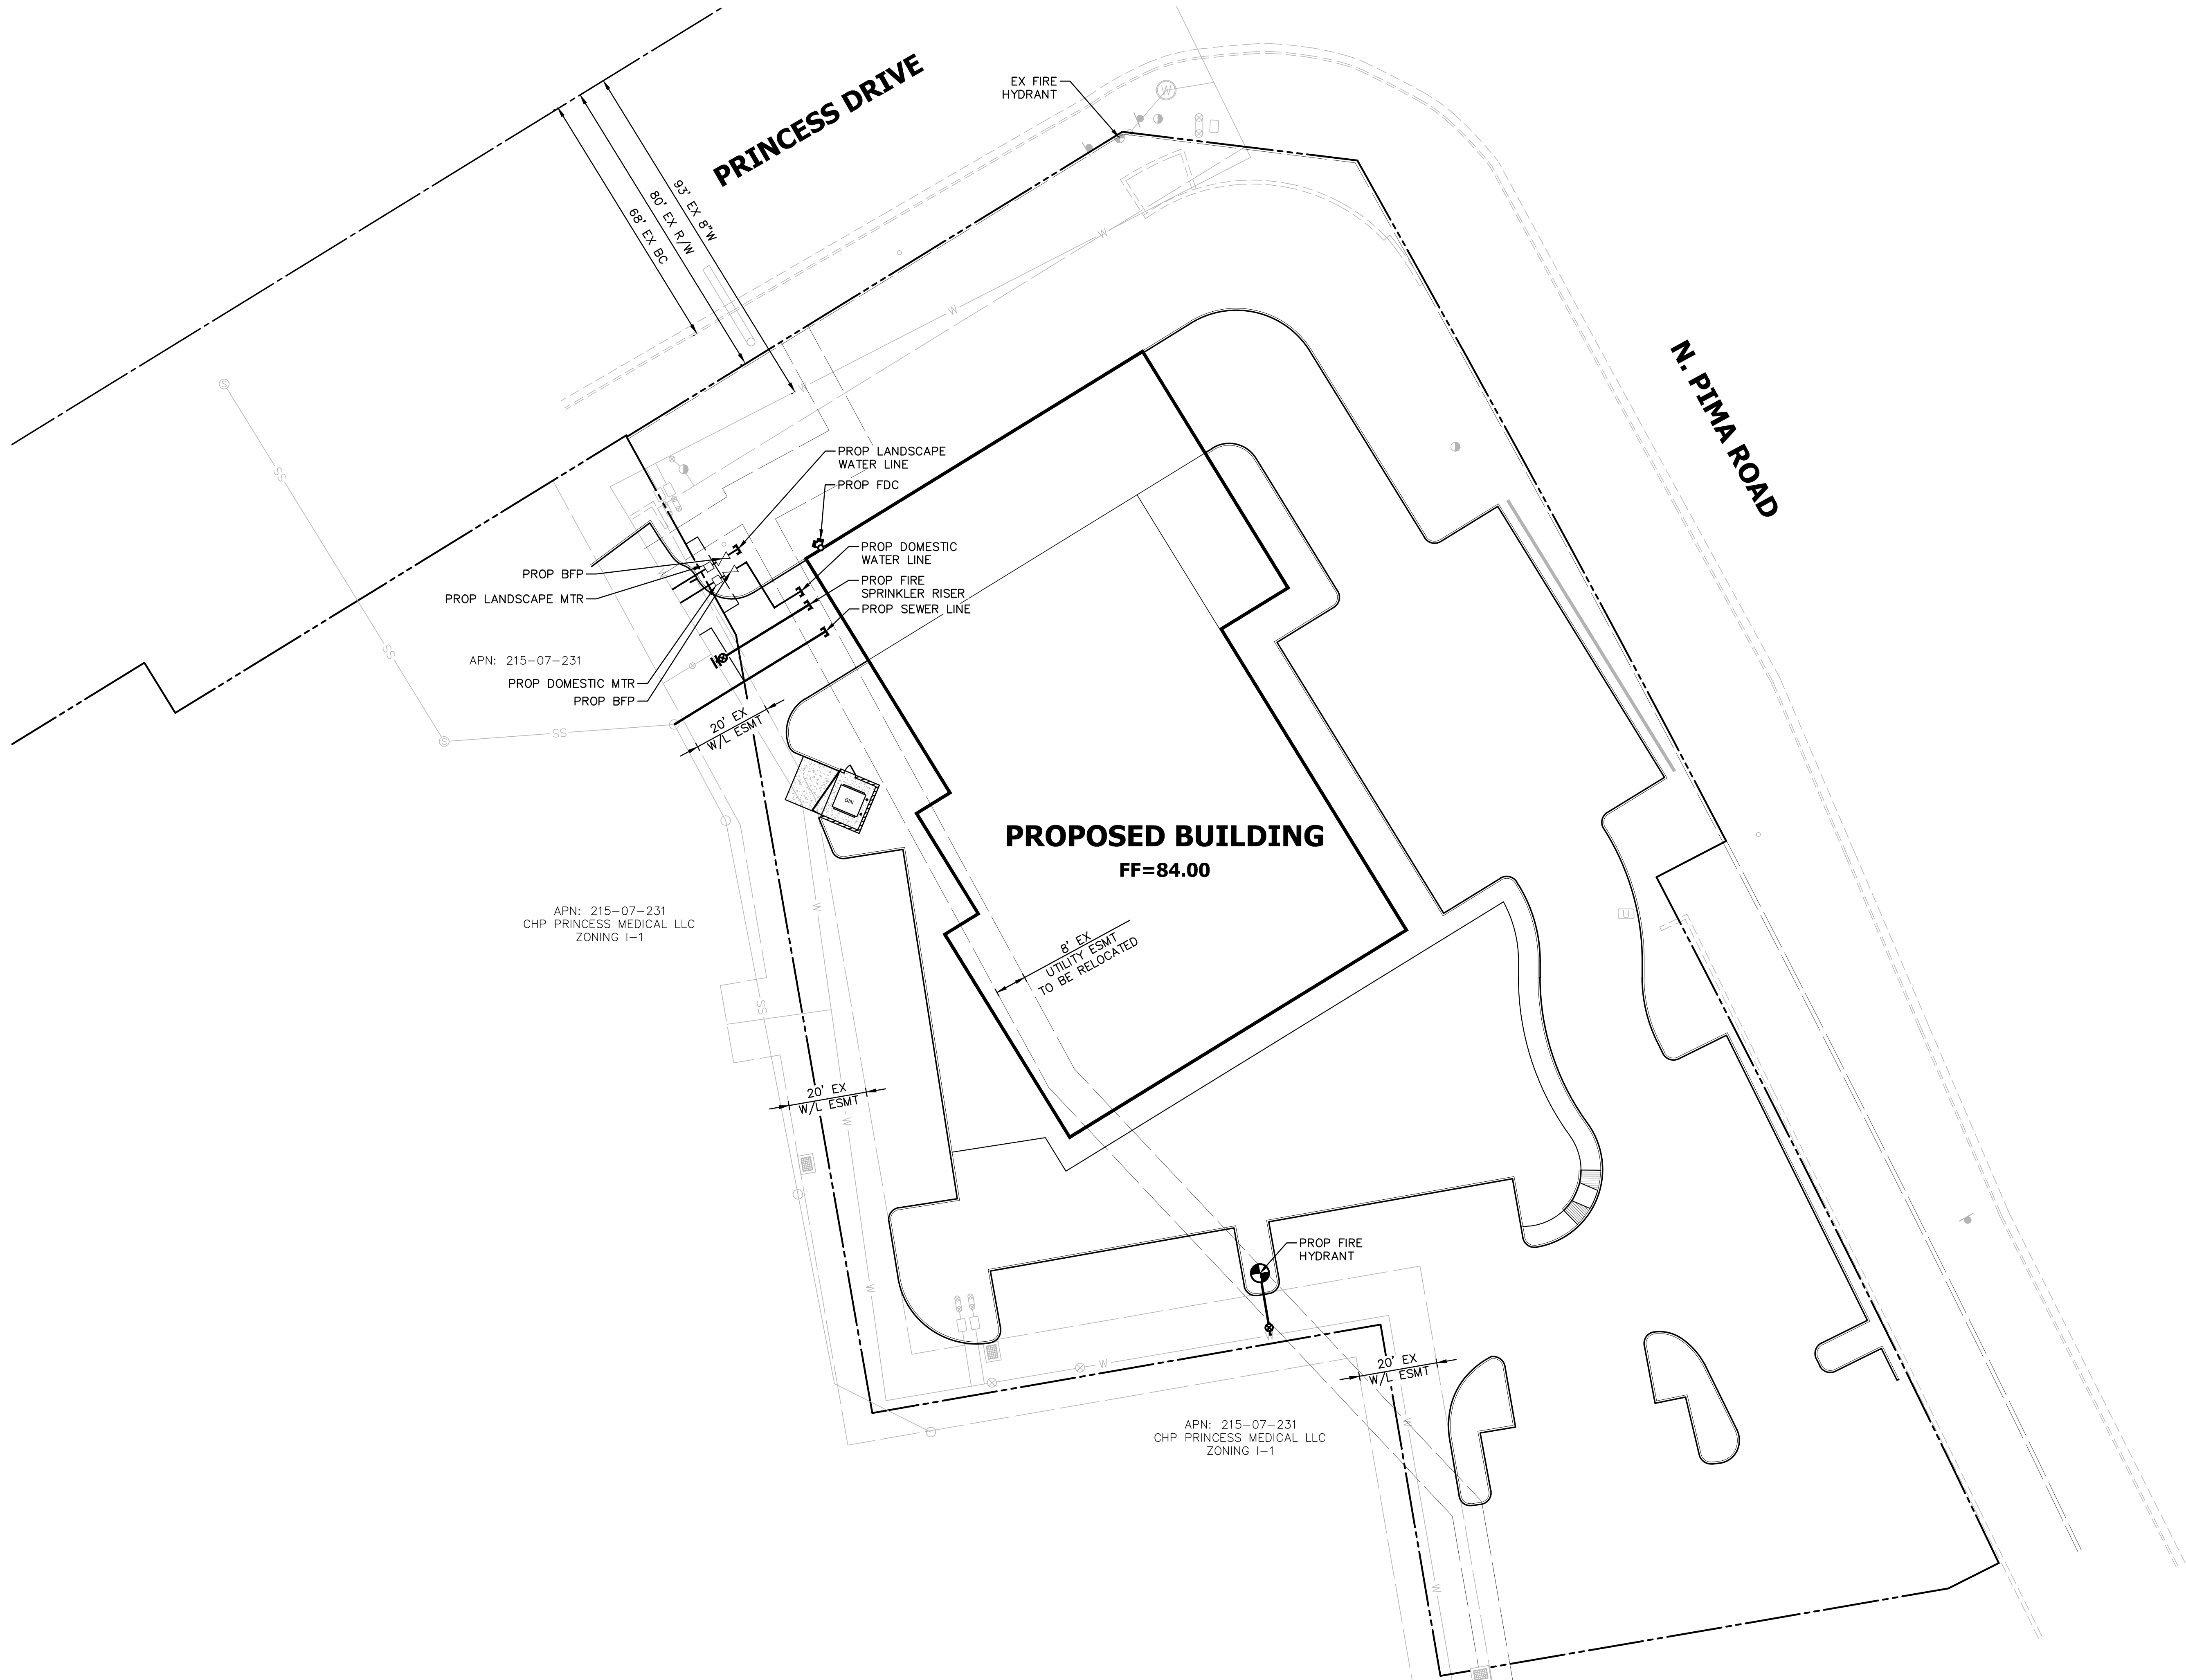 PRINCESS DRIVE
EX FIRE
HYDRANT
W
93' EX 8"W
80' EX R/W
68' EX BC
W
W
W
N. PIMA ROAD
S
SS
SS
S
SS
PROP LANDSCAPE
WATER LINE
PROP FDC
PROP DOMESTIC
WATER LINE
PROP FIRE
SPRINKLER RISER
PROP SEWER LINE
PROP BFP
PROP LANDSCAPE MTR
APN: 215-07-231
PROP DOMESTIC MTR
PROP BFP
20' EX
W/L ESMT
BIN
PROPOSED BUILDING
FF=84.00
APN: 215-07-231
CHP PRINCESS MEDICAL LLC
ZONING I-1
W
U
8' EX
UTILITY ESMT
TO BE RELOCATED
SS
20' EX
W/L ESMT
W
PROP FIRE
HYDRANT
W
W
20' EX
W/L ESMT
APN: 215-07-231
CHP PRINCESS MEDICAL LLC
ZONING I-1
W
W